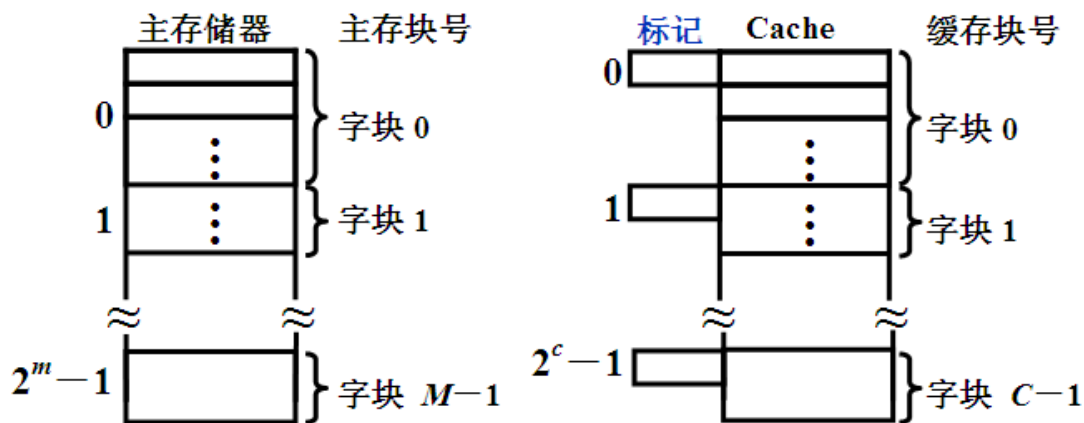 主存储器 主存块号 标记 Cache 缓存块号
0 字块 0 0 字块 0
1 字块 1 1 字块 1
2^m－1 字块 M－1 2^c－1 字块 C－1